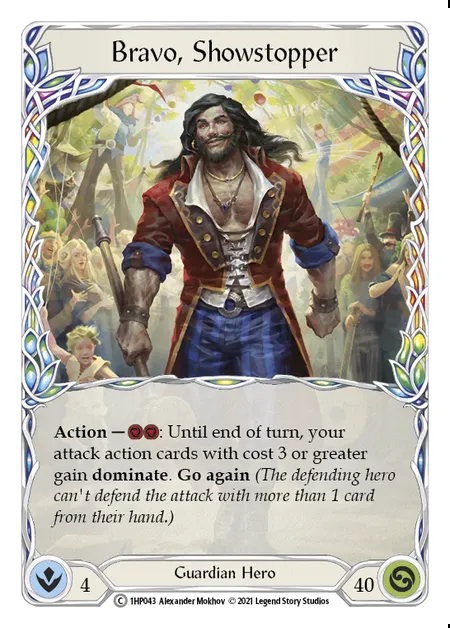 Bravo, Showstopper
Action — : Until end of turn, your
attack action cards with cost 3 or greater
gain dominate. Go again (The defending hero
can't defend the attack with more than 1 card
from their hand.)
Guardian Hero
4
40
C 1HP043 Alexander Mokhov © 2021 Legend Story Studios